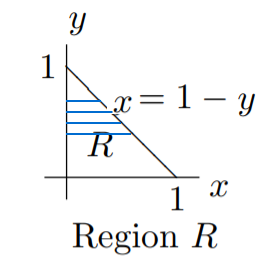 y
1
x = 1 − y
R
1 x
Region R